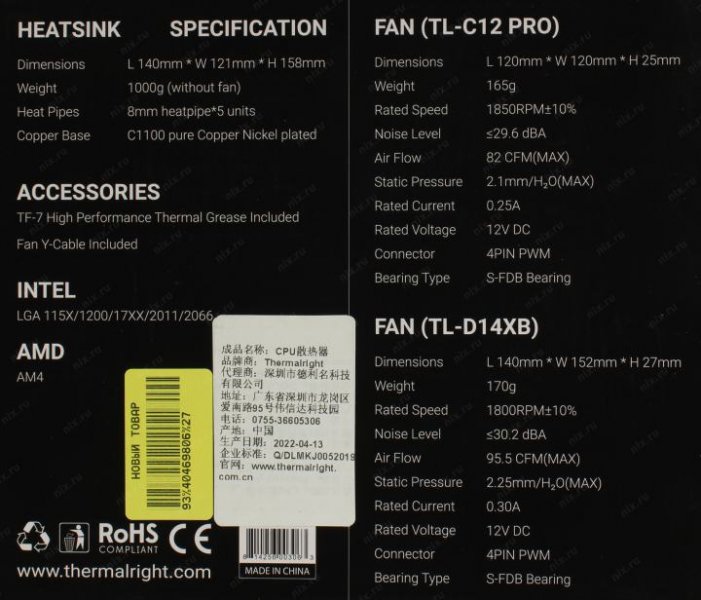 HEATSINK SPECIFICATION
Dimensions L 140mm * W 121mm * H 158mm
Weight 1000g (without fan)
Heat Pipes 8mm heatpipe*5 units
Copper Base C1100 pure Copper Nickel plated
ACCESSORIES
TF-7 High Performance Thermal Grease Included
Fan Y-Cable Included
INTEL
LGA 115X/1200/17XX/2011/2066
AMD
AM4
FAN (TL-C12 PRO)
Dimensions L 120mm * W 120mm * H 25mm
Weight 165g
Rated Speed 1850RPM±10%
Noise Level ≤29.6 dBA
Air Flow 82 CFM(MAX)
Static Pressure 2.1mm/H₂O(MAX)
Rated Current 0.25A
Rated Voltage 12V DC
Connector 4PIN PWM
Bearing Type S-FDB Bearing
FAN (TL-D14XB)
Dimensions L 140mm * W 152mm * H 27mm
Weight 170g
Rated Speed 1800RPM±10%
Noise Level ≤30.2 dBA
Air Flow 95.5 CFM(MAX)
Static Pressure 2.25mm/H₂O(MAX)
Rated Current 0.30A
Rated Voltage 12V DC
Connector 4PIN PWM
Bearing Type S-FDB Bearing
成品名称: CPU散热器
品牌商: Thermalright
代理商: 深圳市德利名科技
有限公司
地址: 广东省深圳市龙岗区
爱南路95号伟信达科技园
电话: 0755-36605306
产地: 中国
生产日期: 2022-04-13
企业标准: Q/DLMKJ0052019
官网: www.thermalright.
com.cn
НОВЫЙ ТОВАР
93%40469806%27
RoHS
COMPLIANT
CE
www.thermalright.com
MADE IN CHINA
nix.ru